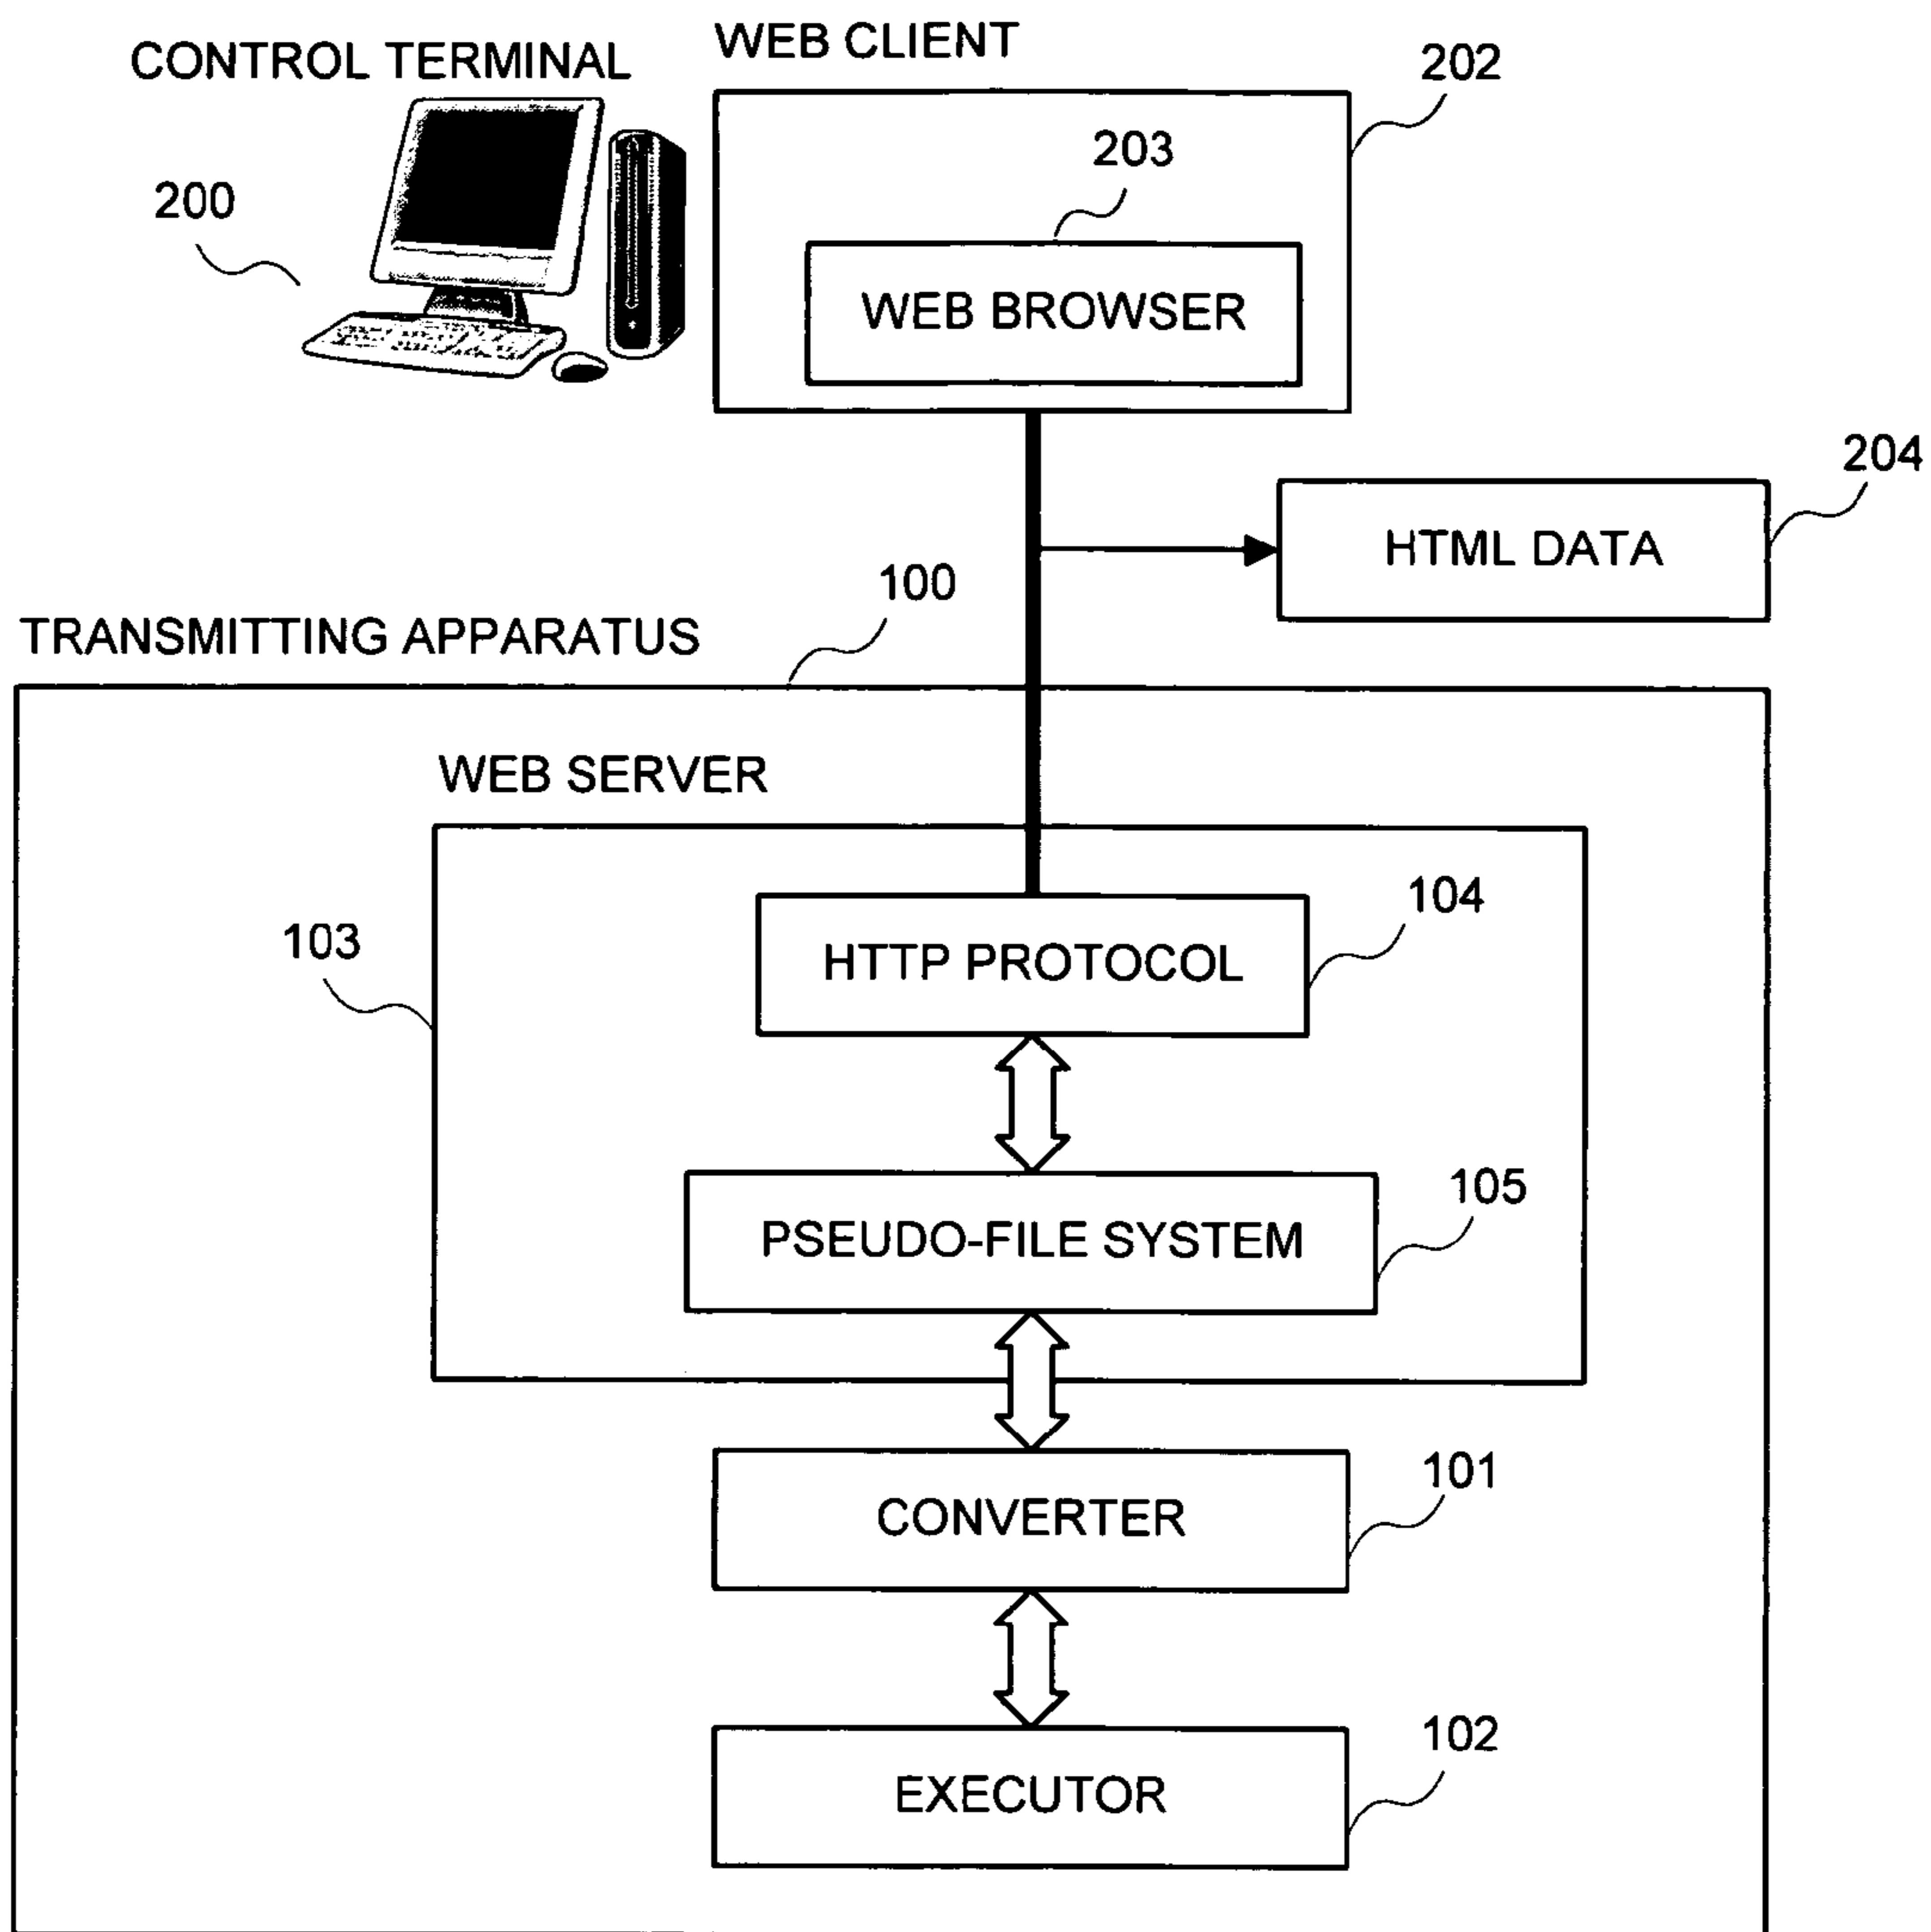 WEB CLIENT
CONTROL TERMINAL
202
203
200
WEB BROWSER
204
HTML DATA
100
TRANSMITTING APPARATUS
WEB SERVER
104
103
HTTP PROTOCOL
105
PSEUDO-FILE SYSTEM
101
CONVERTER
102
EXECUTOR